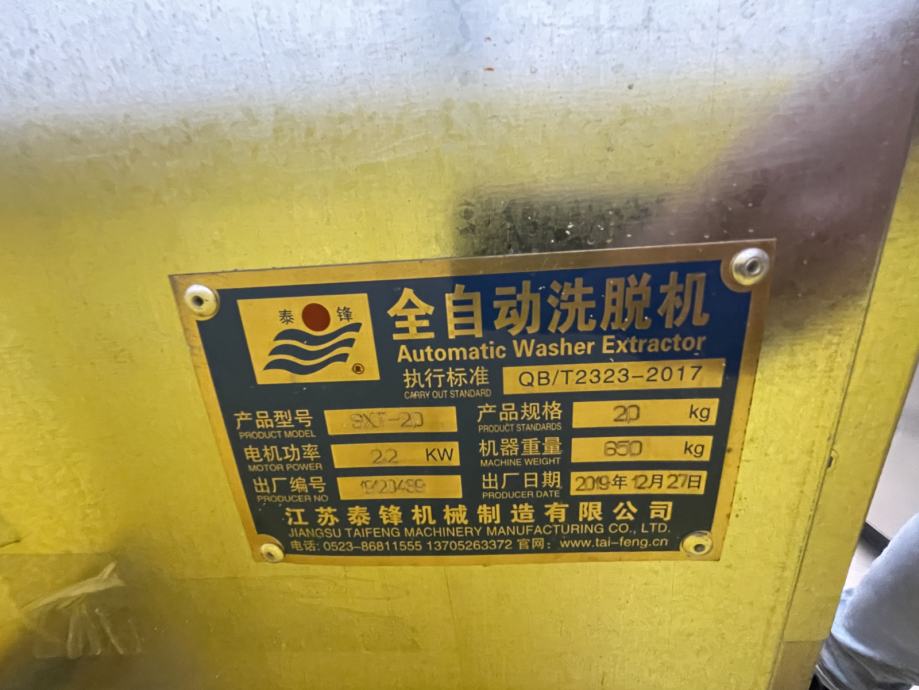 泰 锋
®
全自动洗脱机
Automatic Washer Extractor
执行标准 QB/T2323-2017
CARRY OUT STANDARD
产品型号 SXT-20 产品规格 20 kg
PRODUCT MODEL PRODUCT STANDARDS
电机功率 2.2 KW 机器重量 650 kg
MOTOR POWER MACHINE WEIGHT
出厂编号 出厂日期 2019年12月27日
PRODUCER NO PRODUCER DATE
江苏泰锋机械制造有限公司
JIANGSU TAIFENG MACHINERY MANUFACTURING CO., LTD.
电话: 0523-86811555 13705263372 官网: www.tai-feng.cn